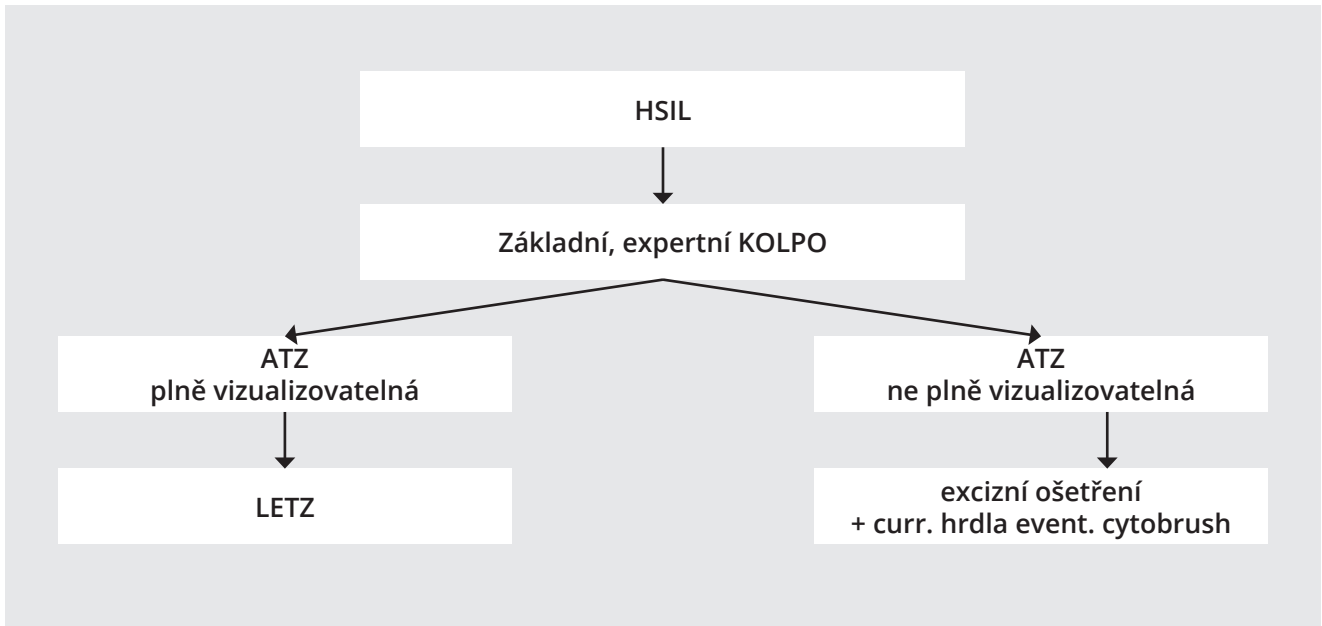 HSIL
Základní, expertní KOLPO
ATZ
plně vizualizovatelná
ATZ
ne plně vizualizovatelná
LETZ
excizní ošetření
+ curr. hrdla event. cytobrush